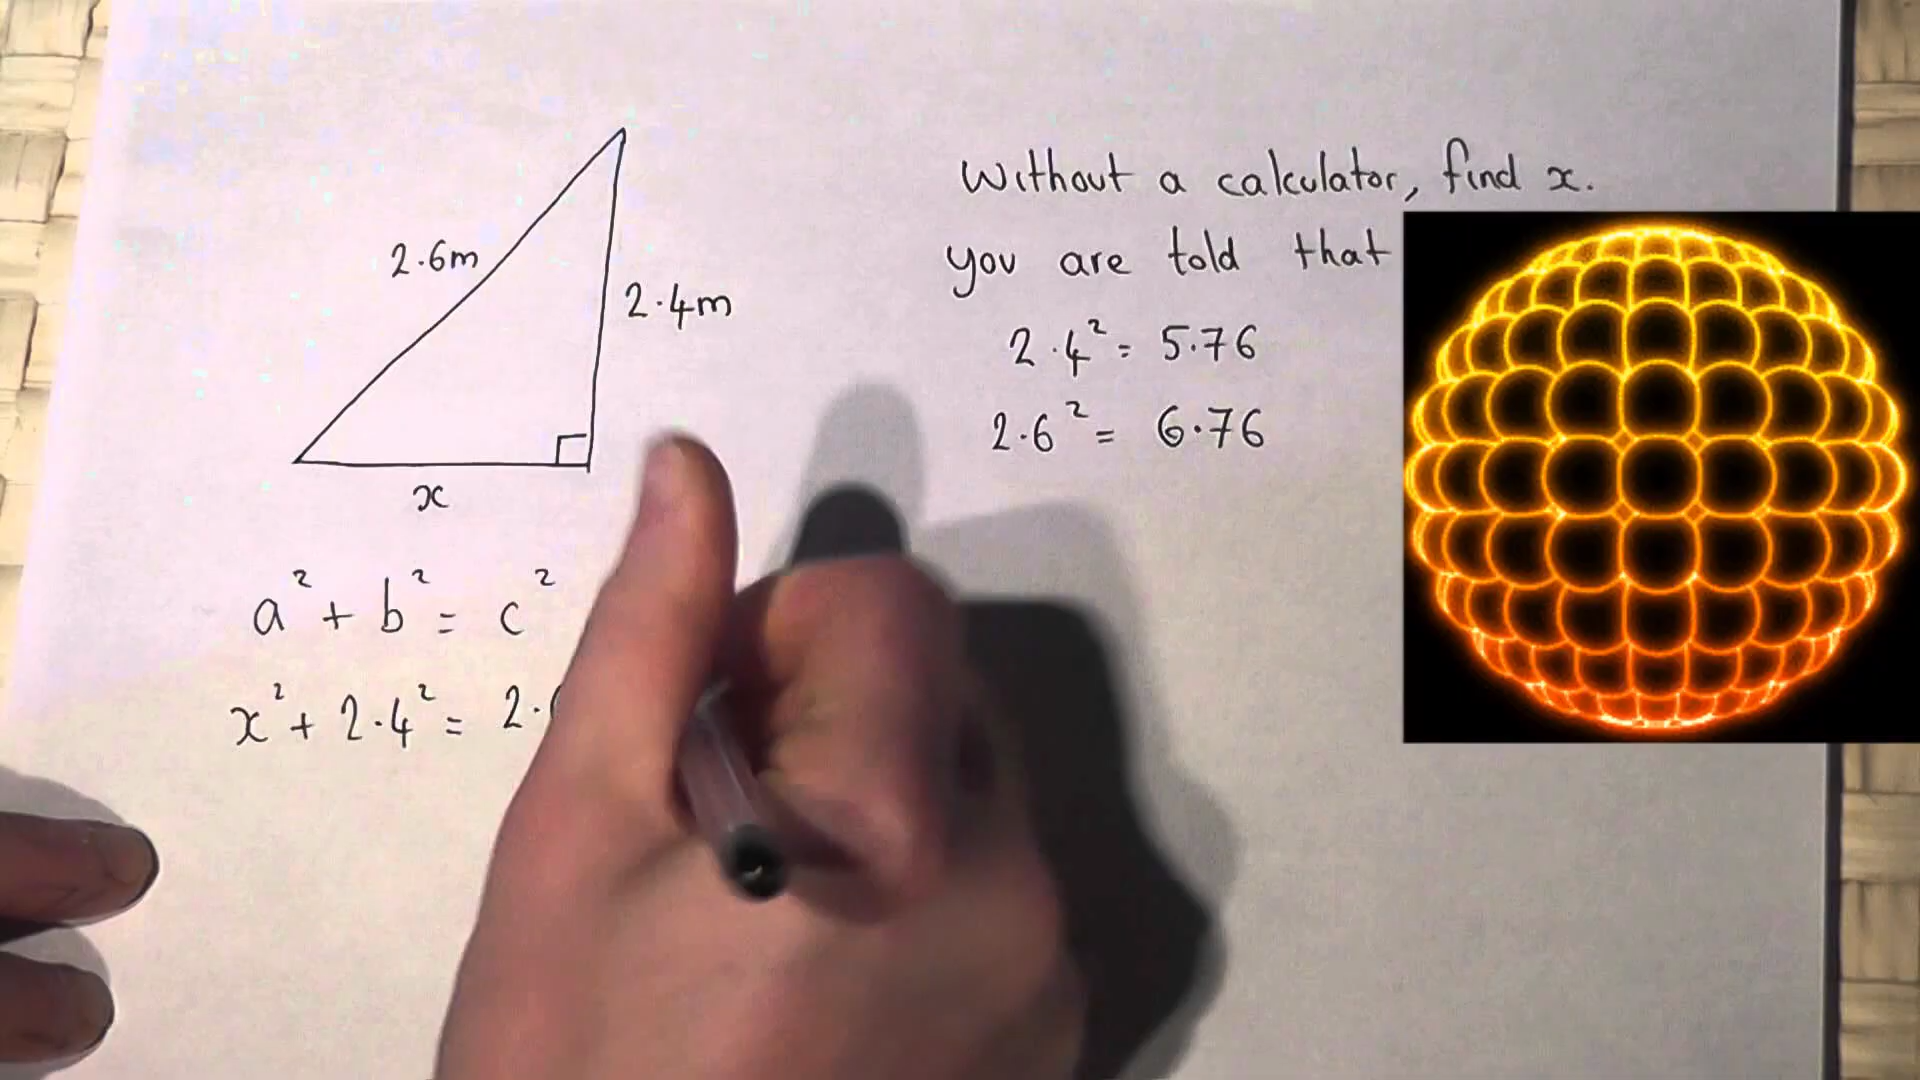 Without a calculator, find x.
you are told that
2.4² = 5.76
2.6² = 6.76
2.6m
2.4m
x
a² + b² = c²
x² + 2.4² = 2.